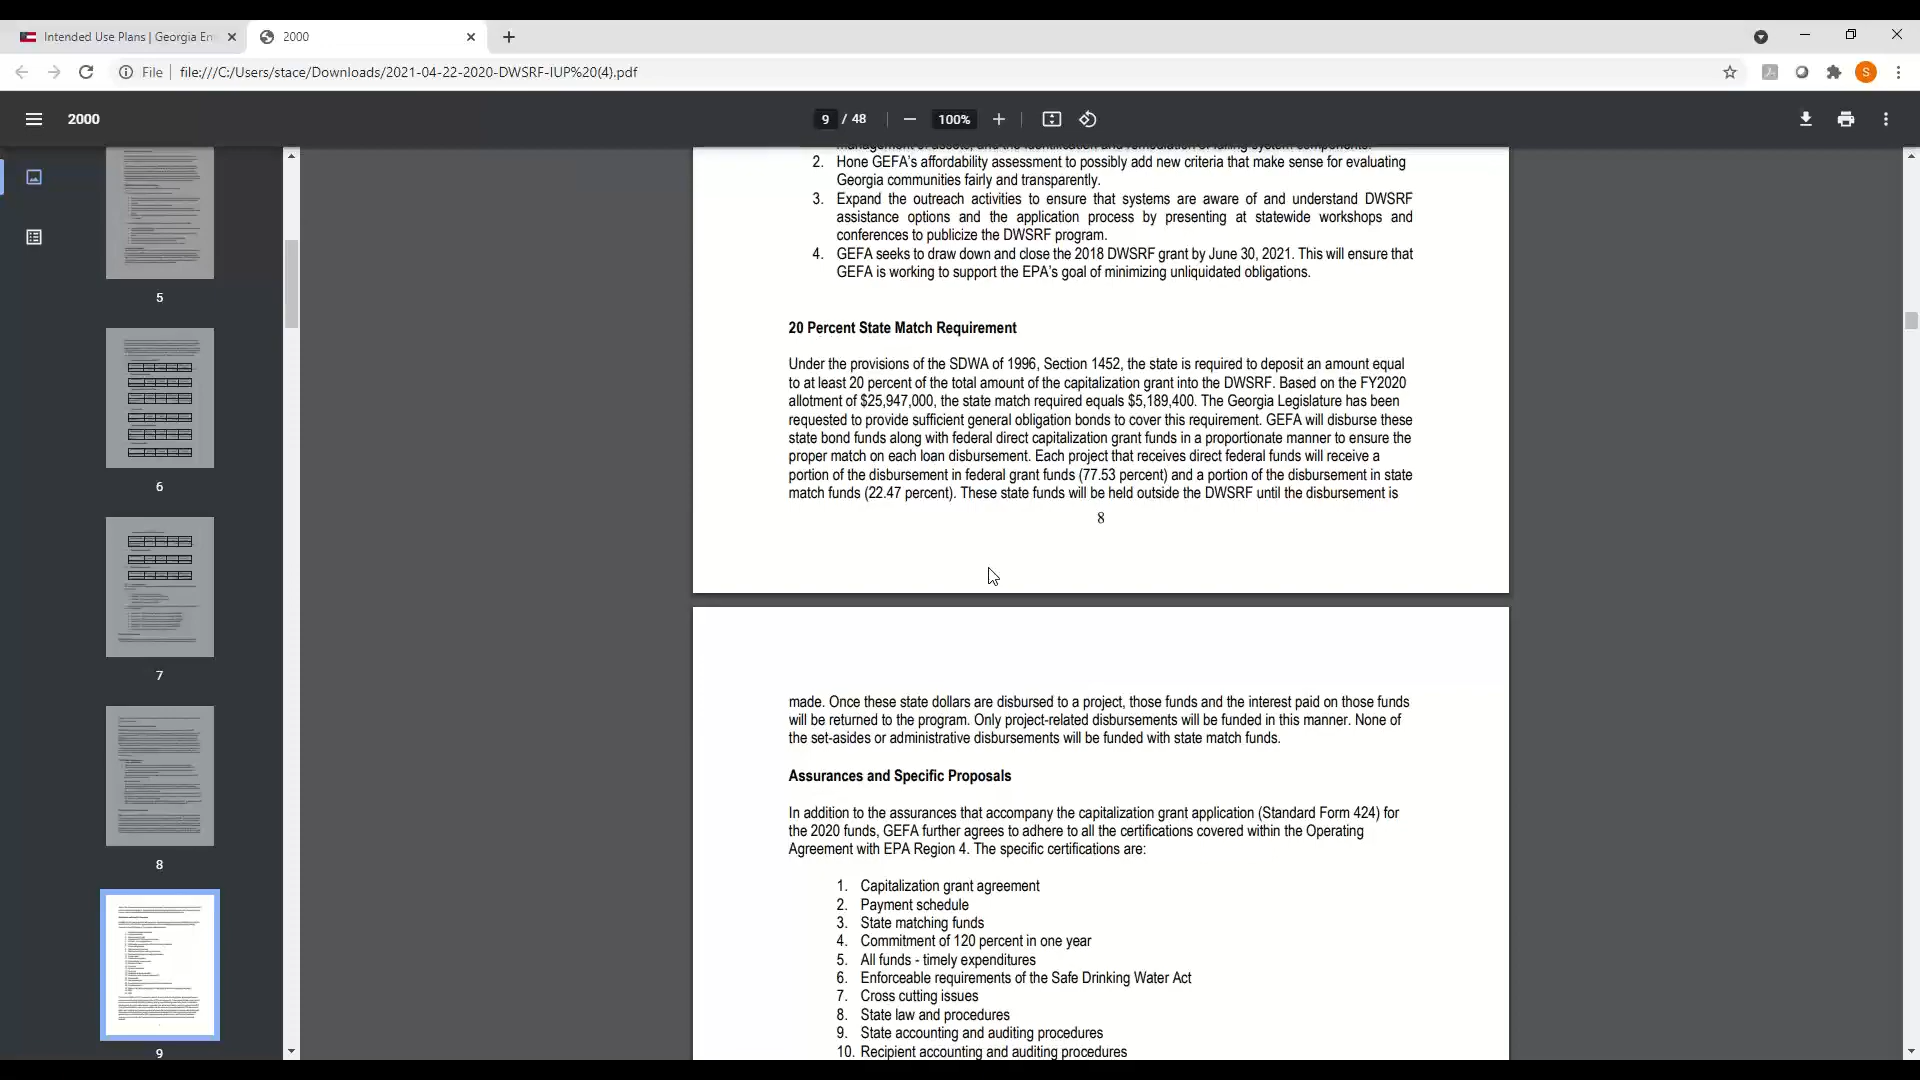 Intended Use Plans | Georgia En
2000
File
file:///C:/Users/stace/Downloads/2021-04-22-2020-DWSRF-IUP%20(4).pdf
S
2000
9 / 48
100%
5
6
7
8
9
management of assets, and the identification and remediation of failing system components.
2. Hone GEFA's affordability assessment to possibly add new criteria that make sense for evaluating
Georgia communities fairly and transparently.
3. Expand the outreach activities to ensure that systems are aware of and understand DWSRF
assistance options and the application process by presenting at statewide workshops and
conferences to publicize the DWSRF program.
4. GEFA seeks to draw down and close the 2018 DWSRF grant by June 30, 2021. This will ensure that
GEFA is working to support the EPA's goal of minimizing unliquidated obligations.
20 Percent State Match Requirement
Under the provisions of the SDWA of 1996, Section 1452, the state is required to deposit an amount equal
to at least 20 percent of the total amount of the capitalization grant into the DWSRF. Based on the FY2020
allotment of $25,947,000, the state match required equals $5,189,400. The Georgia Legislature has been
requested to provide sufficient general obligation bonds to cover this requirement. GEFA will disburse these
state bond funds along with federal direct capitalization grant funds in a proportionate manner to ensure the
proper match on each loan disbursement. Each project that receives direct federal funds will receive a
portion of the disbursement in federal grant funds (77.53 percent) and a portion of the disbursement in state
match funds (22.47 percent). These state funds will be held outside the DWSRF until the disbursement is
8
made. Once these state dollars are disbursed to a project, those funds and the interest paid on those funds
will be returned to the program. Only project-related disbursements will be funded in this manner. None of
the set-asides or administrative disbursements will be funded with state match funds.
Assurances and Specific Proposals
In addition to the assurances that accompany the capitalization grant application (Standard Form 424) for
the 2020 funds, GEFA further agrees to adhere to all the certifications covered within the Operating
Agreement with EPA Region 4. The specific certifications are:
1. Capitalization grant agreement
2. Payment schedule
3. State matching funds
4. Commitment of 120 percent in one year
5. All funds - timely expenditures
6. Enforceable requirements of the Safe Drinking Water Act
7. Cross cutting issues
8. State law and procedures
9. State accounting and auditing procedures
10. Recipient accounting and auditing procedures